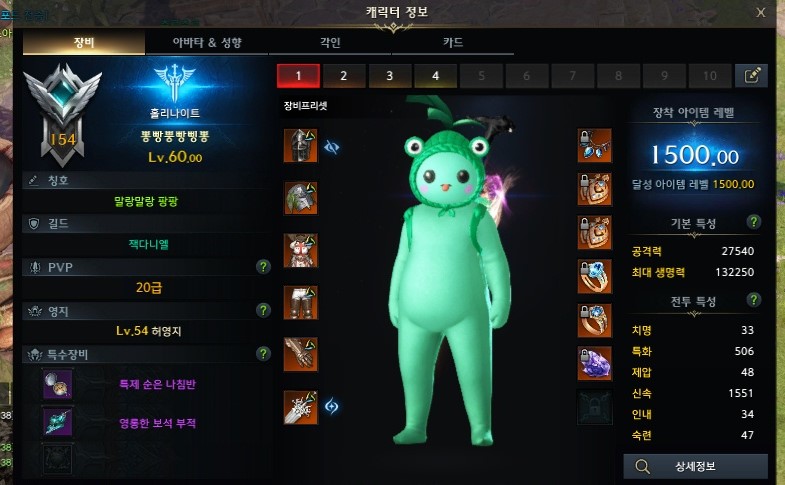 캐릭터 정보
X
장비
아바타 & 성향
각인
카드
154
홀리나이트
뽕빵뽕빵삥뽕
Lv.60.00
칭호
말랑말랑 팡팡
길드
잭다니엘
PVP
?
20급
영지
?
Lv.54 허영지
특수장비
?
특제 순은 나침반
영롱한 보석 부적
1
2
3
4
5
6
7
8
9
10
장비프리셋
장착 아이템 레벨
1500.00
달성 아이템 레벨 1500.00
기본 특성
?
공격력 27540
최대 생명력 132250
전투 특성
?
치명 33
특화 506
제압 48
신속 1551
인내 34
숙련 47
상세정보
38
38
38